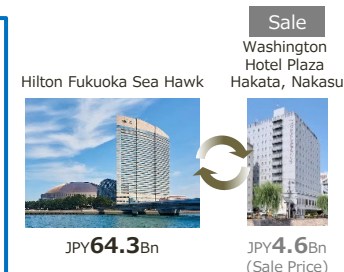 Sale
Washington
Hotel Plaza
Hakata, Nakasu
Hilton Fukuoka Sea Hawk
JPY64.3Bn
JPY4.6Bn
(Sale Price)